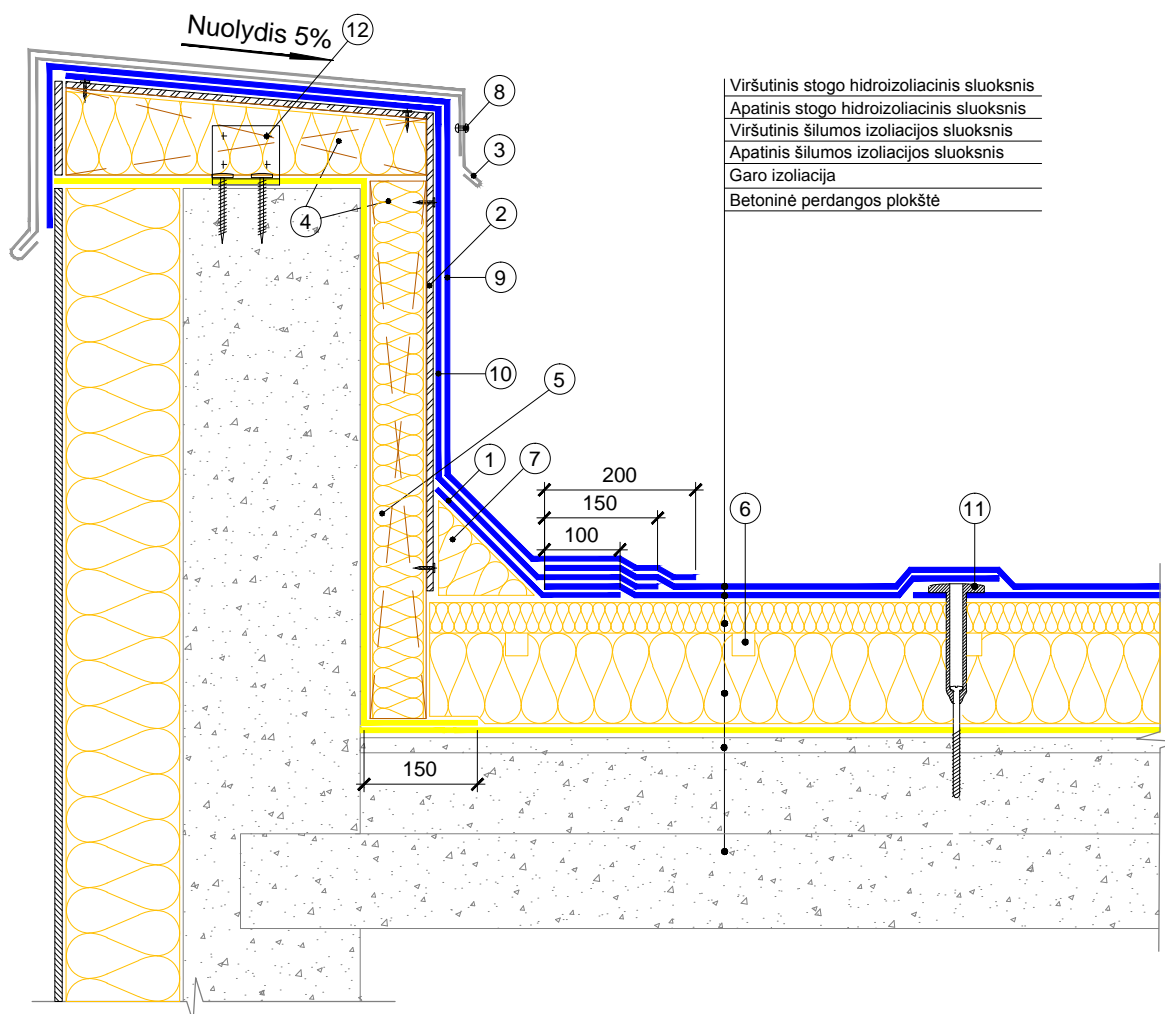 Nuolydis 5%
12
Viršutinis stogo hidroizoliacinis sluoksnis
Apatinis stogo hidroizoliacinis sluoksnis
Viršutinis šilumos izoliacijos sluoksnis
Apatinis šilumos izoliacijos sluoksnis
Garo izoliacija
Betoninė perdangos plokštė
8
3
4
2
9
10
5
1
7
200
150
100
6
11
150